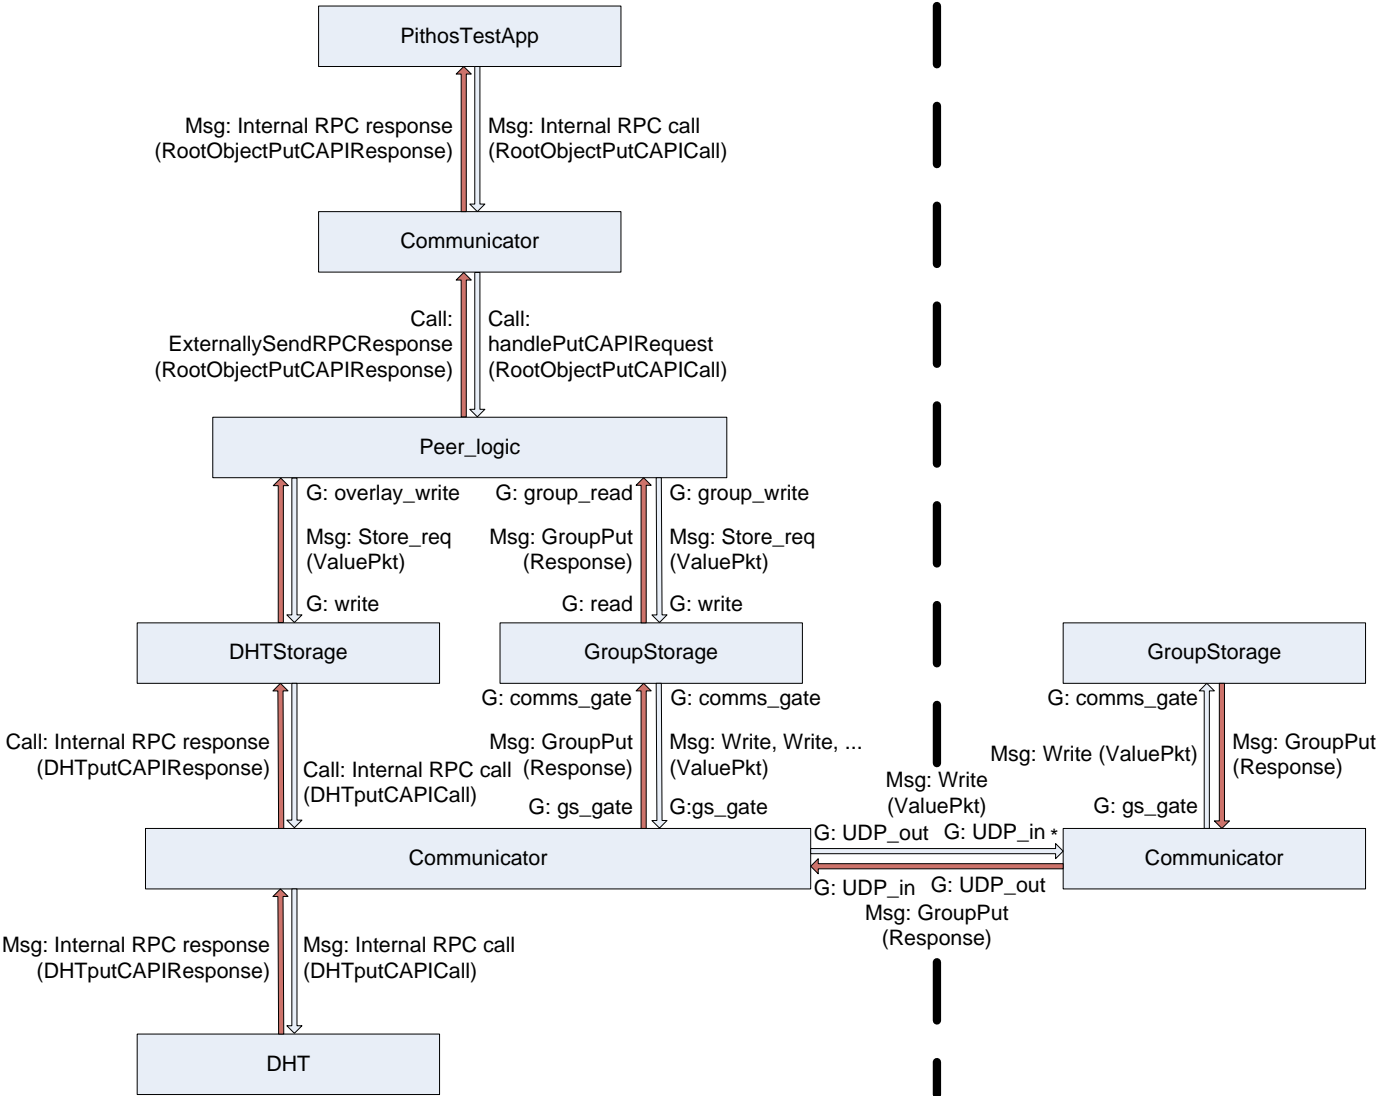 PithosTestApp
Msg: Internal RPC response
(RootObjectPutCAPIResponse)
Msg: Internal RPC call
(RootObjectPutCAPICall)
Communicator
Call:
ExternallySendRPCResponse
(RootObjectPutCAPIResponse)
Call:
handlePutCAPIRequest
(RootObjectPutCAPICall)
Peer_logic
G: overlay_write
Msg: Store_req
(ValuePkt)
G: write
G: group_read
Msg: GroupPut
(Response)
G: read
G: group_write
Msg: Store_req
(ValuePkt)
G: write
DHTStorage
GroupStorage
GroupStorage
Call: Internal RPC response
(DHTputCAPIResponse)
Call: Internal RPC call
(DHTputCAPICall)
G: comms_gate
Msg: GroupPut
(Response)
G: gs_gate
G: comms_gate
Msg: Write, Write, ...
(ValuePkt)
G:gs_gate
G: comms_gate
Msg: Write (ValuePkt)
G: gs_gate
Msg: GroupPut
(Response)
Msg: Write
(ValuePkt)
G: UDP_out
G: UDP_in *
Communicator
Communicator
G: UDP_in
G: UDP_out
Msg: GroupPut
(Response)
Msg: Internal RPC response
(DHTputCAPIResponse)
Msg: Internal RPC call
(DHTputCAPICall)
DHT